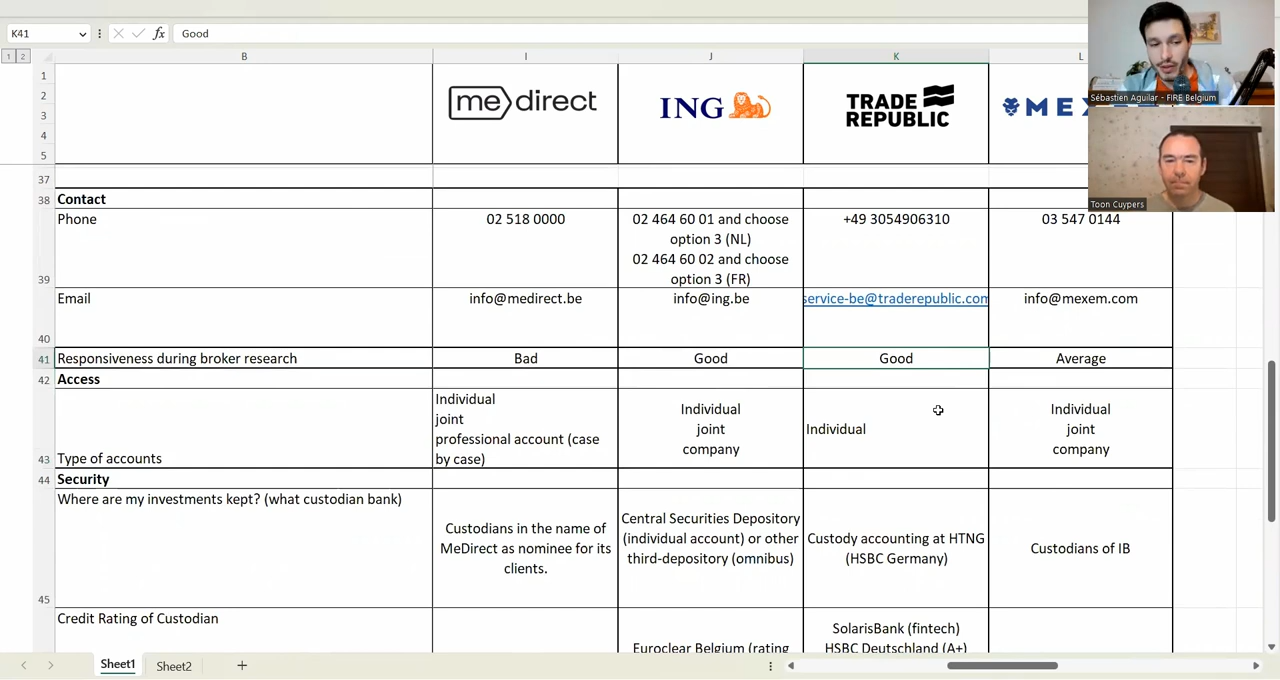 K41
Good
1 2
B I J K L
1
2
3
4
5
me direct
ING
TRADE
REPUBLIC
MEX
Sébastien Aguilar - FIRE Belgium
Toon Cuypers
37
38 Contact
Phone
02 518 0000
02 464 60 01 and choose
option 3 (NL)
02 464 60 02 and choose
option 3 (FR)
+49 3054906310
03 547 0144
39
Email
info@medirect.be
info@ing.be
service-be@traderepublic.com
info@mexem.com
40
41 Responsiveness during broker research
Bad
Good
Good
Average
42 Access
Individual
joint
professional account (case
by case)
Individual
joint
company
Individual
Individual
joint
company
43 Type of accounts
44 Security
Where are my investments kept? (what custodian bank)
Custodians in the name of
MeDirect as nominee for its
clients.
Central Securities Depository
(individual account) or other
third-depository (omnibus)
Custody accounting at HTNG
(HSBC Germany)
Custodians of IB
45
Credit Rating of Custodian
Euroclear Belgium (rating
SolarisBank (fintech)
HSBC Deutschland (A+)
Sheet1
Sheet2